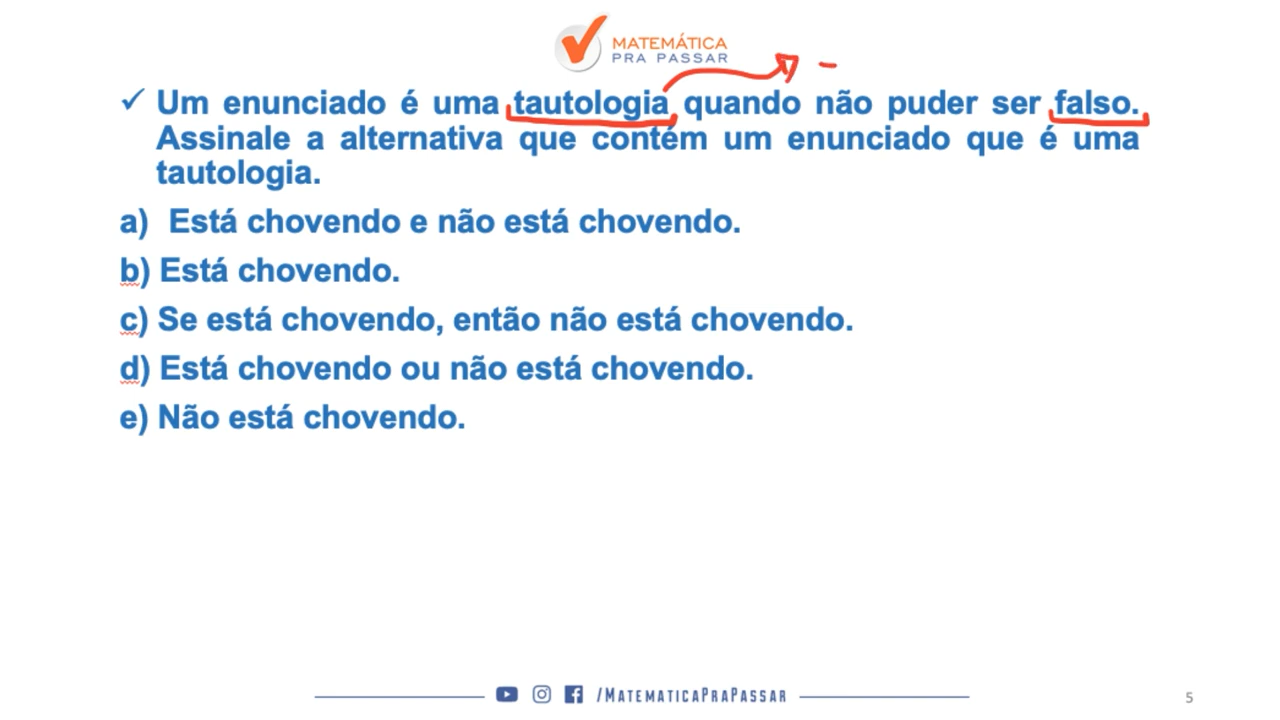 MATEMÁTICA
PRA PASSAR
✓ Um enunciado é uma tautologia quando não puder ser falso.
Assinale a alternativa que contém um enunciado que é uma
tautologia.
a) Está chovendo e não está chovendo.
b) Está chovendo.
c) Se está chovendo, então não está chovendo.
d) Está chovendo ou não está chovendo.
e) Não está chovendo.
/MATEMATICAPRAPASSAR
5